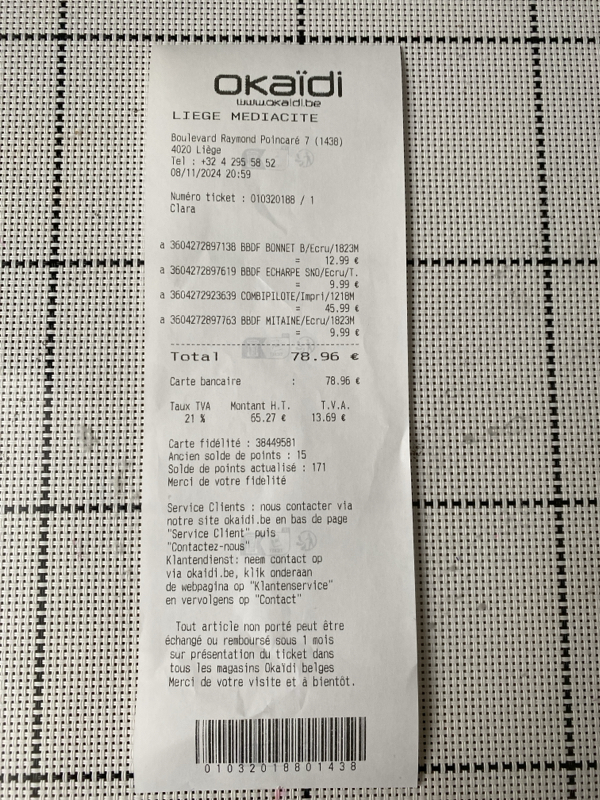 okaïdi
www.okaidi.be
LIEGE MEDIACITE
Boulevard Raymond Poincaré 7 (1438)
4020 Liège
Tel : +32 4 295 58 52
08/11/2024 20:59
Numéro ticket : 010320188 / 1
Clara
a 3604272897138 BBDF BONNET B/Ecru/1823M
= 12.99 €
a 3604272897619 BBDF ECHARPE SNO/Ecru/T.
= 9.99 €
a 3604272923639 COMBIPILOTE/Impri/1218M
= 45.99 €
a 3604272897763 BBDF MITAINE/Ecru/1823M
= 9.99 €
Total 78.96 €
Carte bancaire : 78.96 €
Taux TVA Montant H.T. T.V.A.
21 % 65.27 € 13.69 €
Carte fidélité : 38449581
Ancien solde de points : 15
Solde de points actualisé : 171
Merci de votre fidelité
Service Clients : nous contacter via
notre site okaidi.be en bas de page
"Service Client" puis
"Contactez-nous"
Klantendienst: neem contact op
via okaidi.be, klik onderaan
de webpagina op "Klantenservice"
en vervolgens op "Contact"
Tout article non porté peut être
échangé ou remboursé sous 1 mois
sur présentation du ticket dans
tous les magasins Okaïdi belges
Merci de votre visite et à bientôt.
01032018801438